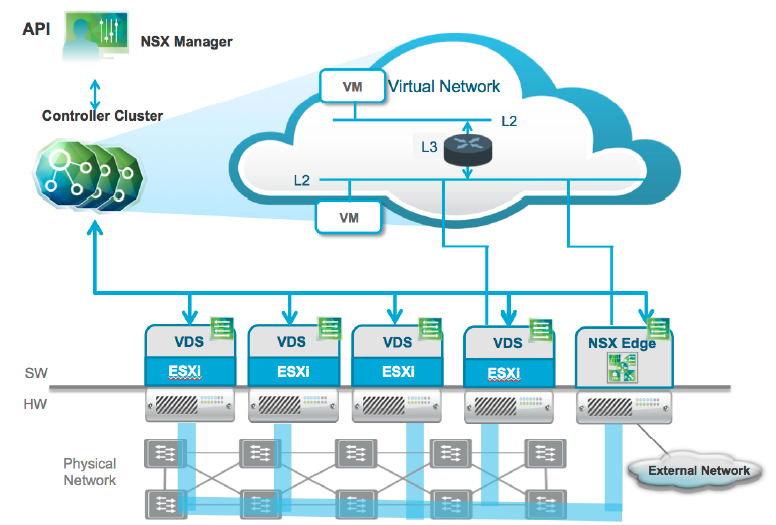 API
NSX Manager
Controller Cluster
VM
Virtual Network
L2
L3
L2
VM
VDS
VDS
VDS
VDS
NSX Edge
ESXi
ESXi
ESXi
ESXi
SW
HW
Physical
Network
External Network